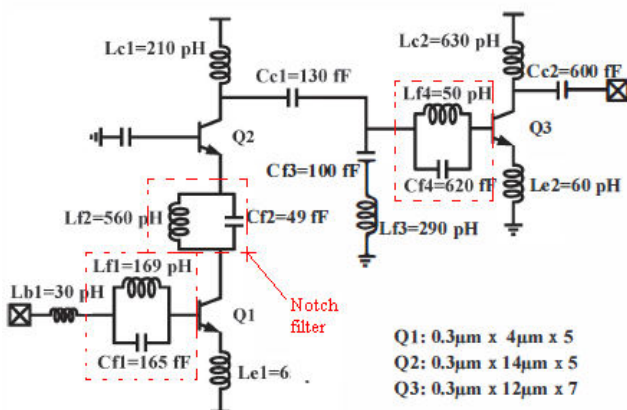 Lc1=210 pH
Lc2=630 pH
Cc1=130 fF
Cc2=600 fF
Lf4=50 pH
Q2
Q3
Cf3=100 fF
Cf4=620 fF
Le2=60 pH
Lf2=560 pH
Cf2=49 fF
Lf3=290 pH
Lf1=169 pH
Lb1=30 pH
Notch
filter
Q1
Cf1=165 fF
Le1=6
Q1: 0.3μm x 4μm x 5
Q2: 0.3μm x 14μm x 5
Q3: 0.3μm x 12μm x 7